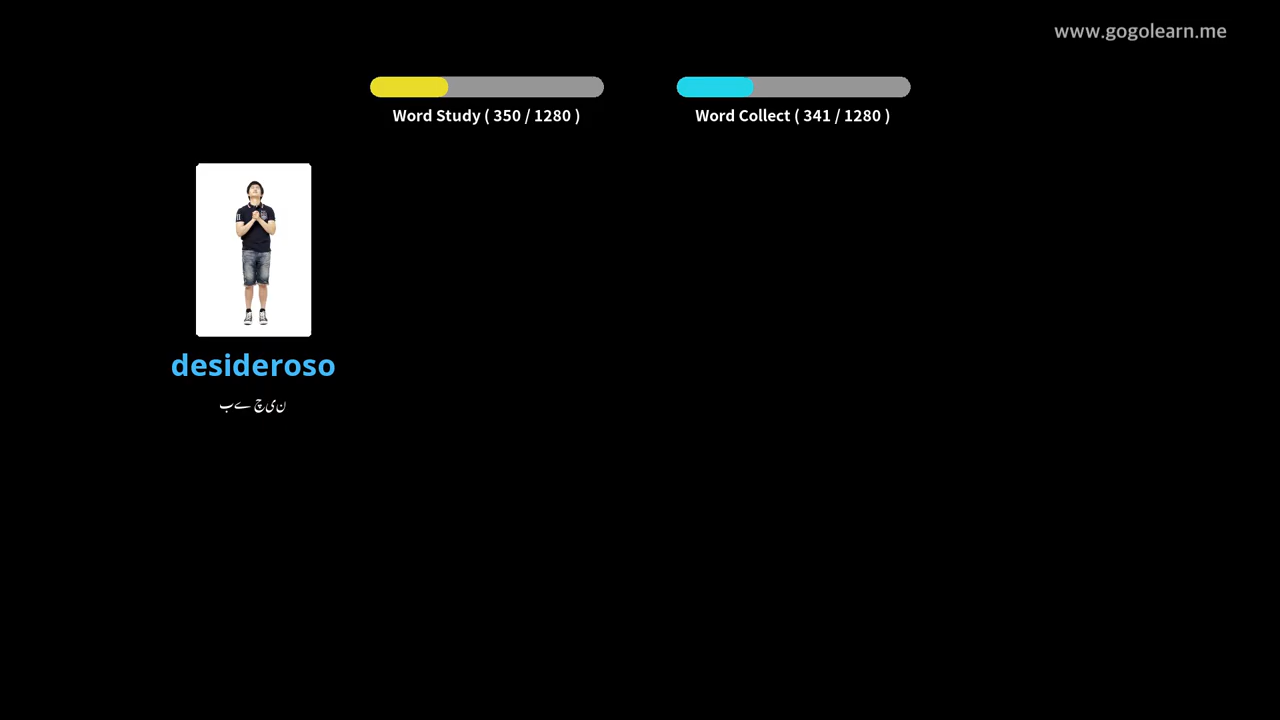 www.gogolearn.me
Word Study ( 350 / 1280 )
Word Collect ( 341 / 1280 )
desideroso
بے چین